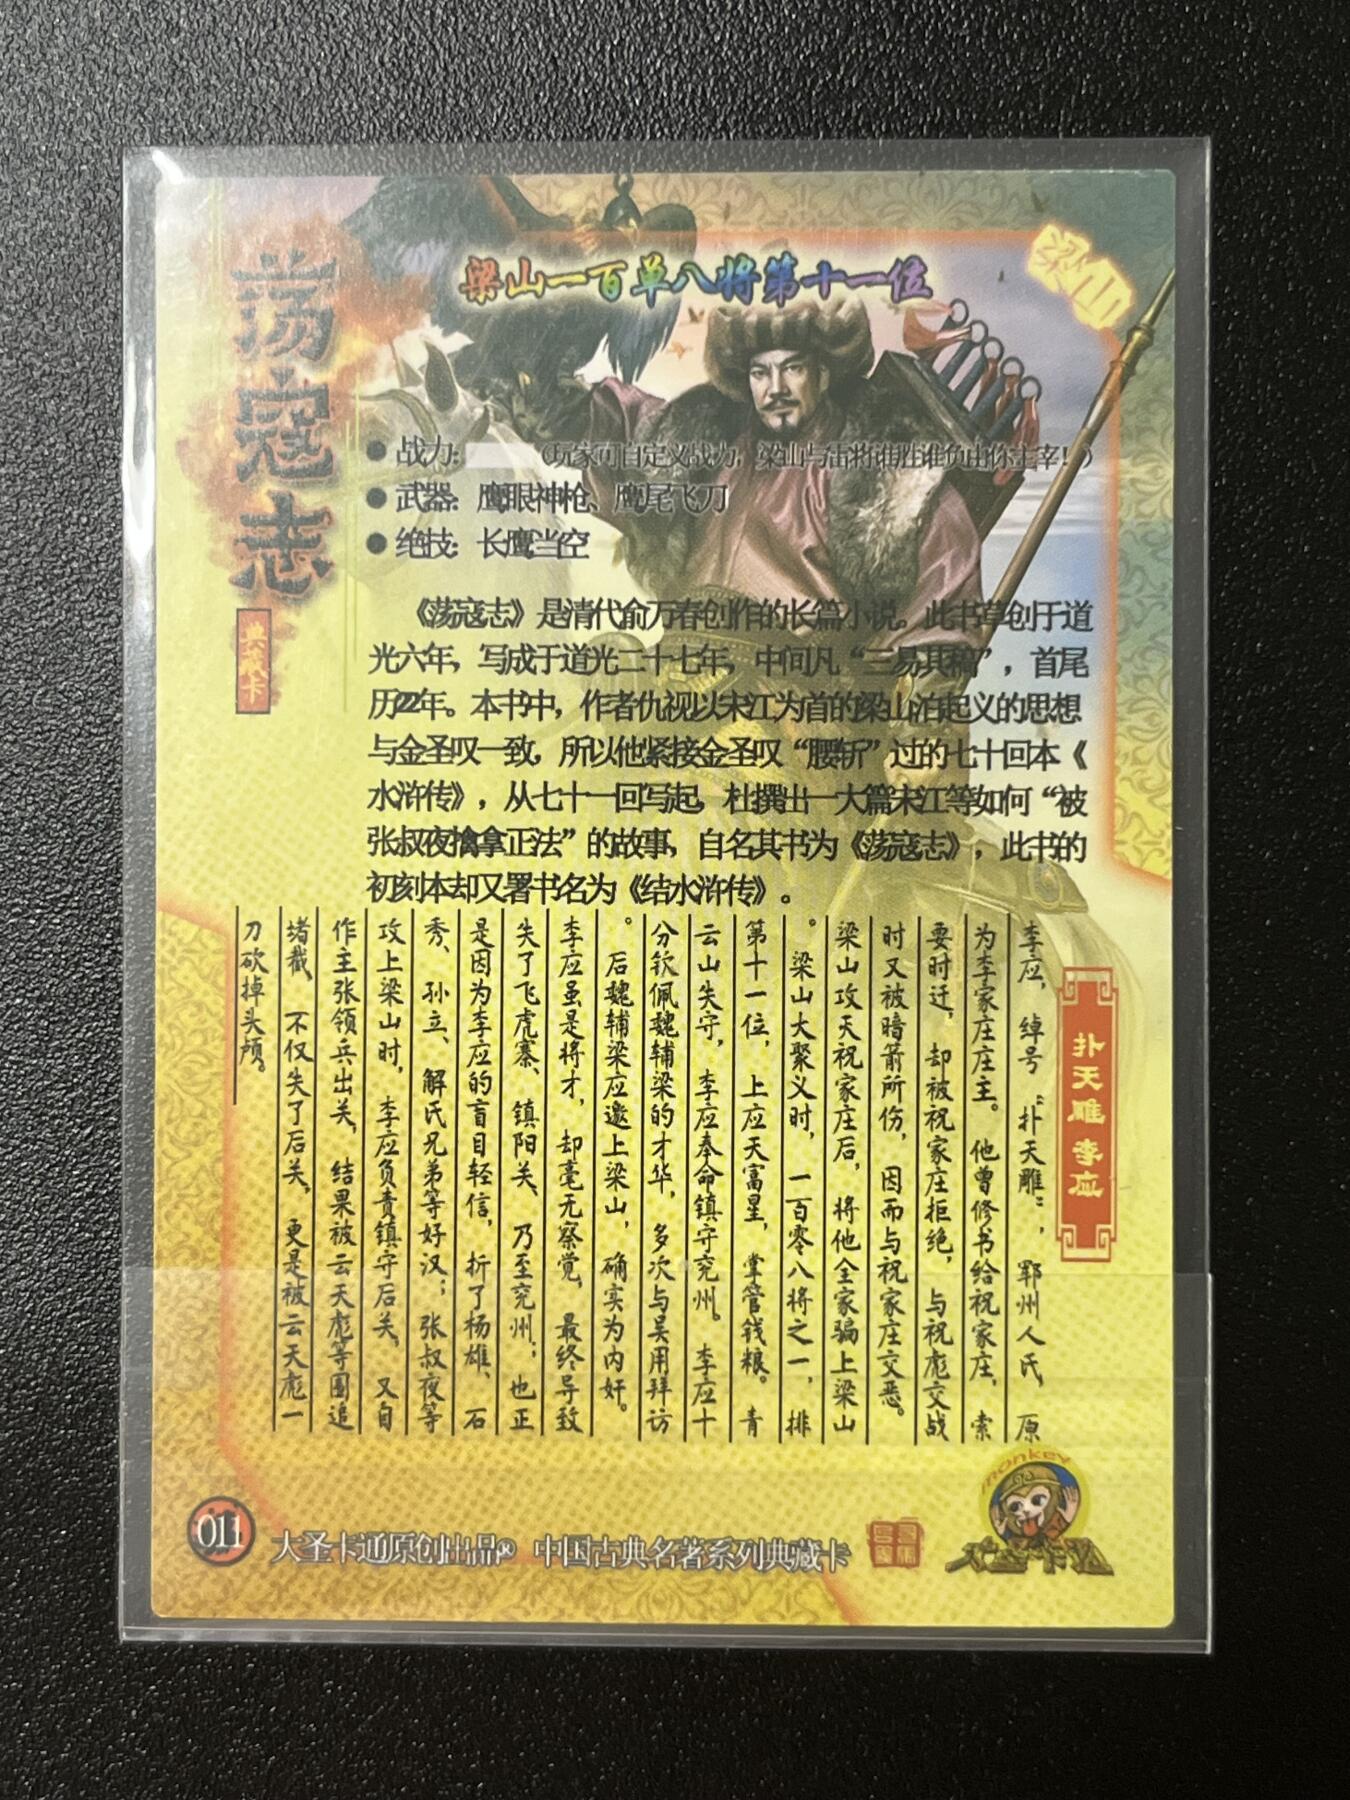 荡寇志
典藏卡
梁山一百单八将第十一位
梁山
●战力:　　(玩家可自定义战力，梁山与雷将谁胜谁负由你主宰！)
●武器：鹰眼神枪、鹰尾飞刀
●绝技：长鹰当空
《荡寇志》是清代俞万春创作的长篇小说。此书草创于道
光六年，写成于道光二十七年，中间凡“三易其稿”，首尾
历22年。本书中，作者仇视以宋江为首的梁山泊起义的思想
与金圣叹一致，所以他紧接金圣叹“腰斩”过的七十回本《
水浒传》，从七十一回写起，杜撰出一大篇宋江等如何“被
张叔夜擒拿正法”的故事，自名其书为《荡寇志》，此书的
初刻本却又署书名为《结水浒传》。
扑天雕 李应
李应，绰号“扑天雕”，郓州人氏，原
为李家庄庄主。他曾修书给祝家庄，索
要时迁，却被祝家庄拒绝，与祝彪交战
时又被暗箭所伤，因而与祝家庄交恶。
梁山攻灭祝家庄后，将他全家骗上梁山
。梁山大聚义时，一百零八将之一，排
第十一位，上应天富星，掌管钱粮。青
云山失守，李应奉命镇守兖州。李应十
分钦佩魏辅梁的才华，多次与吴用拜访
。后魏辅梁应邀上梁山，确实为内奸。
李应虽是将才，却毫无察觉，最终导致
失了飞虎寨、镇阳关、乃至兖州；也正
是因为李应的盲目轻信，折了杨雄、石
秀、孙立、解氏兄弟等好汉；张叔夜等
攻上梁山时，李应负责镇守后关，又自
作主张领兵出关，结果被云天彪等围追
堵截，不仅失了后关，更是被云天彪一
刀砍掉头颅。
011
大圣卡通原创出品® 中国古典名著系列典藏卡
monkey
大圣卡通